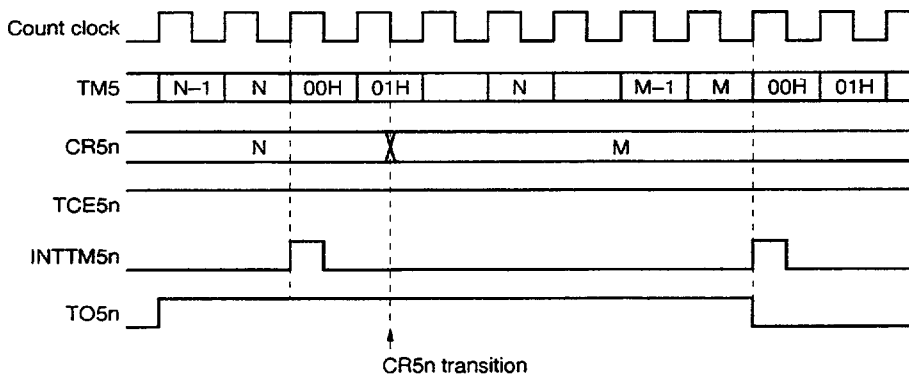 Count clock
TM5 N–1 N 00H 01H N M–1 M 00H 01H
CR5n N M
TCE5n
INTTM5n
TO5n
CR5n transition